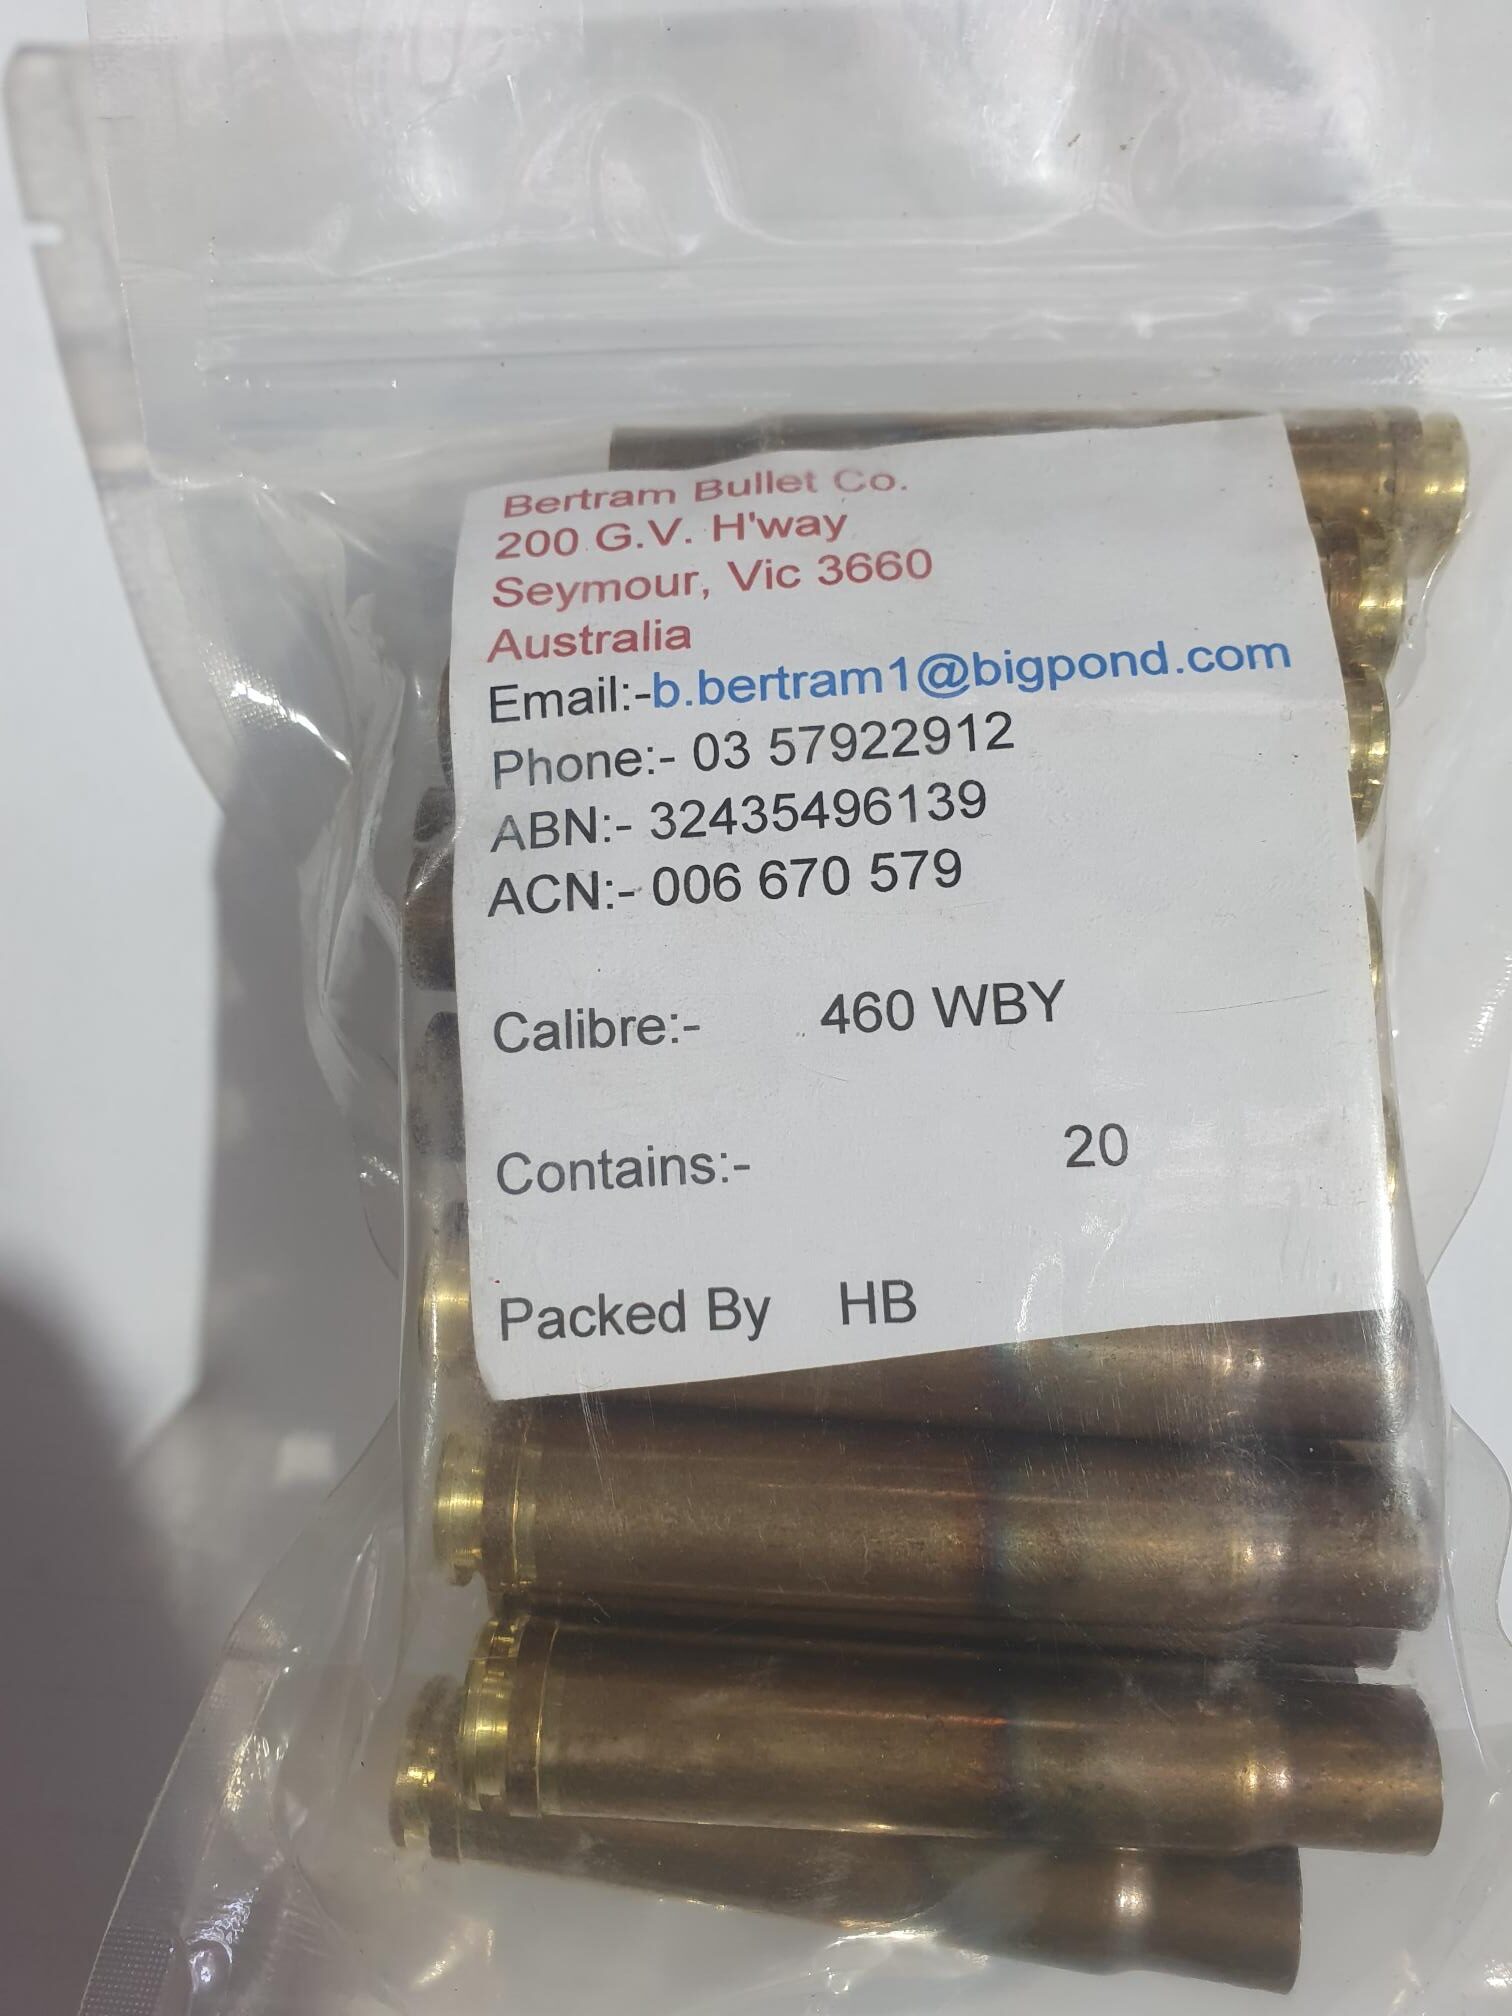 Bertram Bullet Co.
200 G.V. H'way
Seymour, Vic 3660
Australia
Email:-b.bertram1@bigpond.com
Phone:- 03 57922912
ABN:- 32435496139
ACN:- 006 670 579
Calibre:- 460 WBY
Contains:- 20
Packed By HB